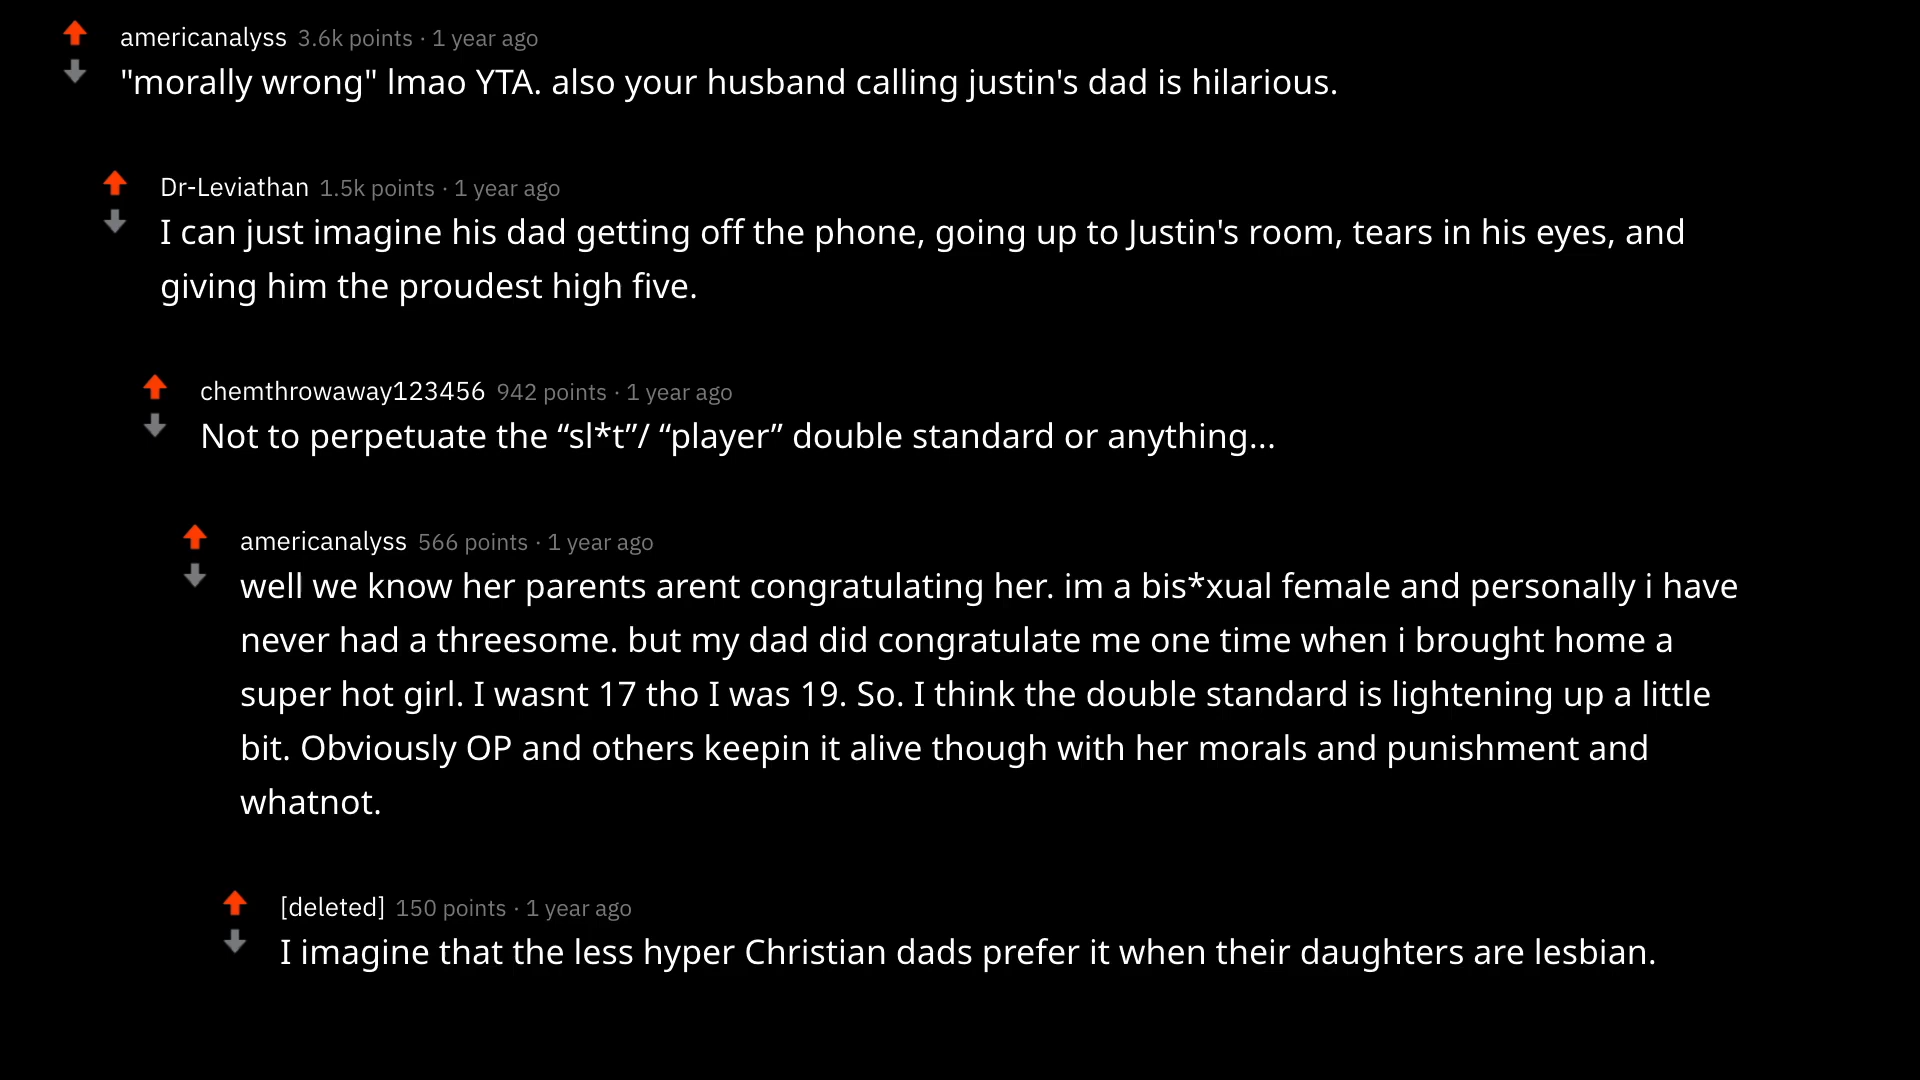 americanalyss 3.6k points · 1 year ago
"morally wrong" lmao YTA. also your husband calling justin's dad is hilarious.
Dr-Leviathan 1.5k points · 1 year ago
I can just imagine his dad getting off the phone, going up to Justin's room, tears in his eyes, and
giving him the proudest high five.
chemthrowaway123456 942 points · 1 year ago
Not to perpetuate the “sl*t”/ “player” double standard or anything...
americanalyss 566 points · 1 year ago
well we know her parents arent congratulating her. im a bis*xual female and personally i have
never had a threesome. but my dad did congratulate me one time when i brought home a
super hot girl. I wasnt 17 tho I was 19. So. I think the double standard is lightening up a little
bit. Obviously OP and others keepin it alive though with her morals and punishment and
whatnot.
[deleted] 150 points · 1 year ago
I imagine that the less hyper Christian dads prefer it when their daughters are lesbian.